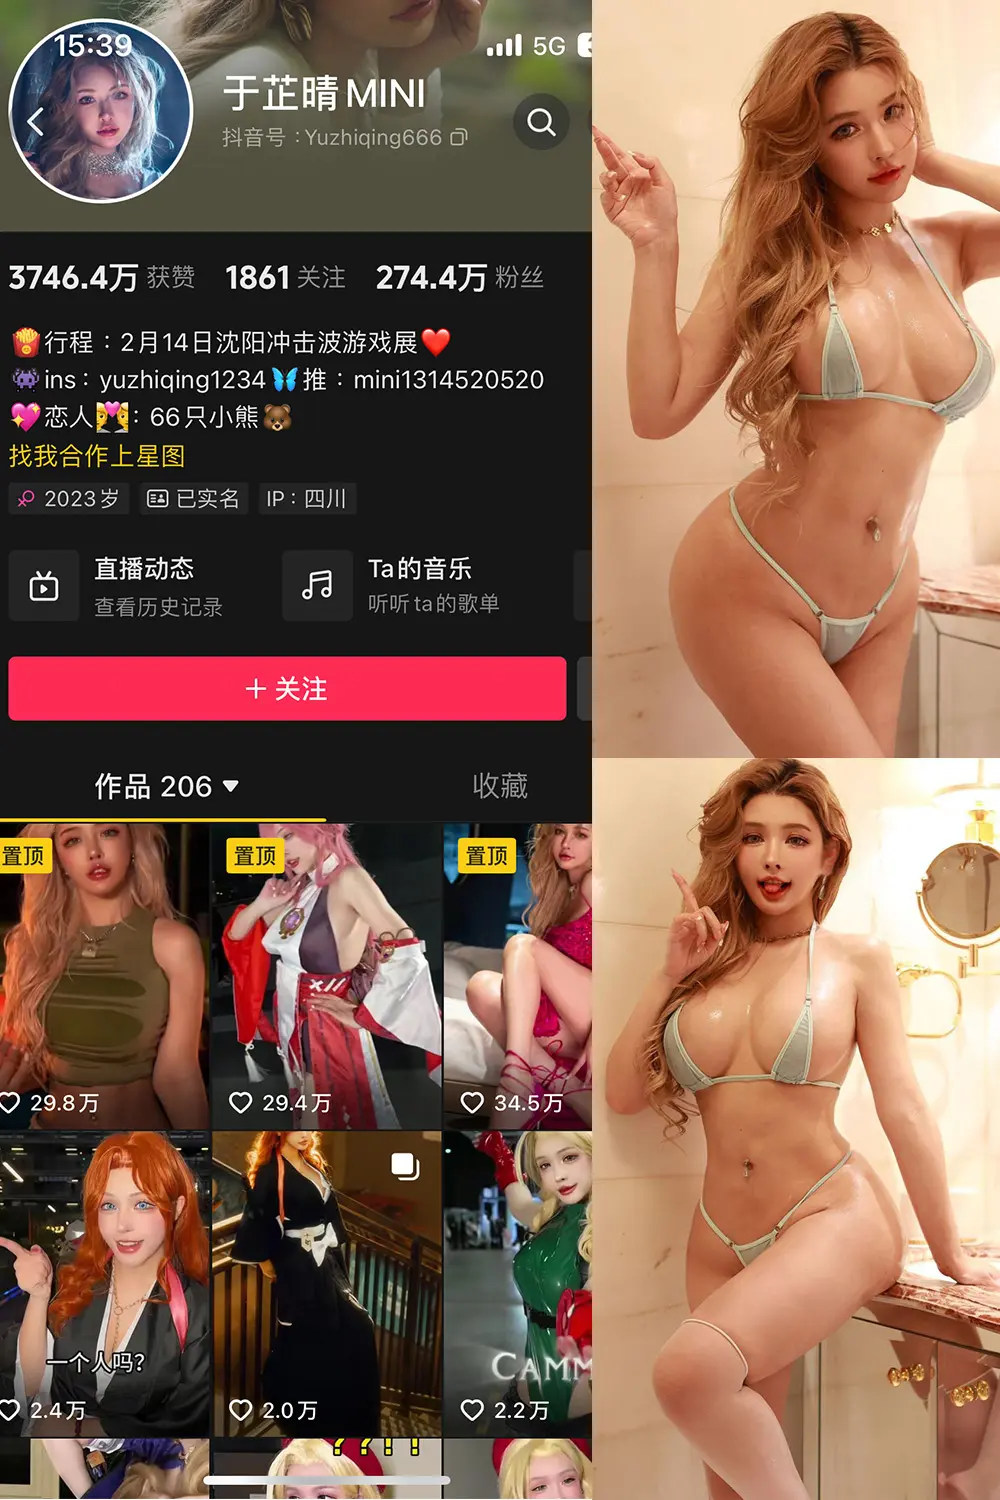 15:39
5G
于芷晴MINI
抖音号：Yuzhiqing666
3746.4万 获赞 1861 关注 274.4万 粉丝
🍟行程：2月14日沈阳冲击波游戏展❤️
👾ins：yuzhiqing1234🦋推：mini1314520520
💖恋人👩‍❤️‍👨：66只小熊🐻
找我合作上星图
2023岁 已实名 IP：四川
直播动态
查看历史记录
Ta的音乐
听听ta的歌单
+ 关注
作品 206 收藏
置顶 置顶 置顶
XII
29.8万 29.4万 34.5万
一个人吗？
CAMM
2.4万 2.0万 2.2万
??!!